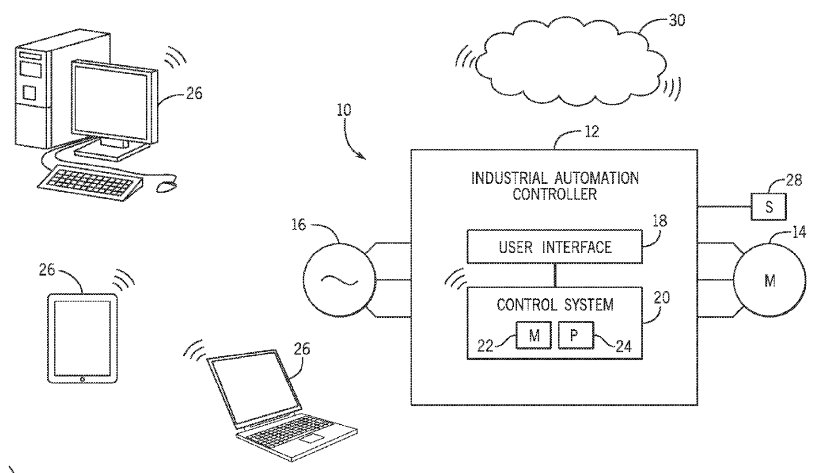 30
26
10
12
INDUSTRIAL AUTOMATION
CONTROLLER
28
S
16
18
14
USER INTERFACE
M
26
CONTROL SYSTEM
20
22
M
P
24
26